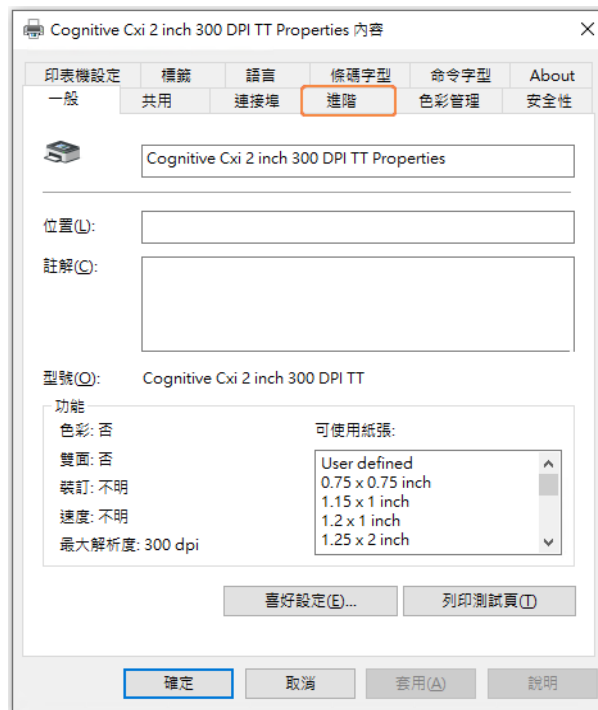 Cognitive Cxi 2 inch 300 DPI TT Properties 內容
印表機設定 標籤 語言 條碼字型 命令字型 About
一般 共用 連接埠 進階 色彩管理 安全性
Cognitive Cxi 2 inch 300 DPI TT Properties
位置(L):
註解(C):
型號(O): Cognitive Cxi 2 inch 300 DPI TT
功能
色彩: 否 可使用紙張:
雙面: 否 User defined
0.75 x 0.75 inch
裝訂: 不明 1.15 x 1 inch
速度: 不明 1.2 x 1 inch
最大解析度: 300 dpi 1.25 x 2 inch
喜好設定(E)... 列印測試頁(T)
確定 取消 套用(A) 說明